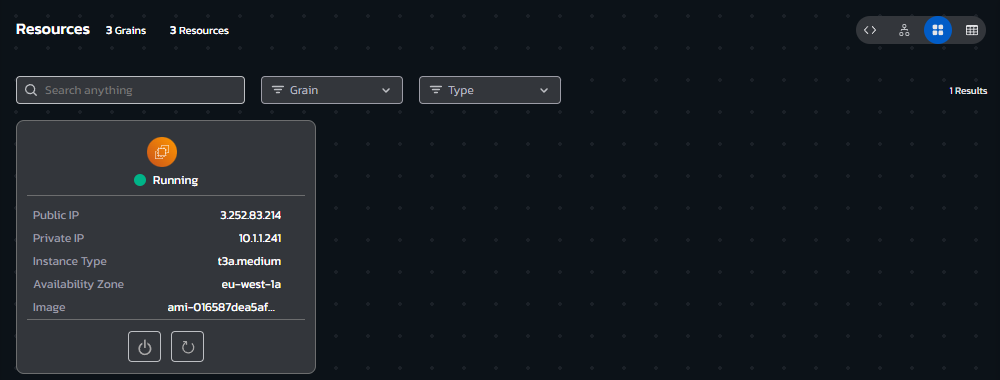 Resources 3 Grains 3 Resources
Search anything Grain Type 1 Results
Running
Public IP 3.252.83.214
Private IP 10.1.1.241
Instance Type t3a.medium
Availability Zone eu-west-1a
Image ami-016587dea5af...